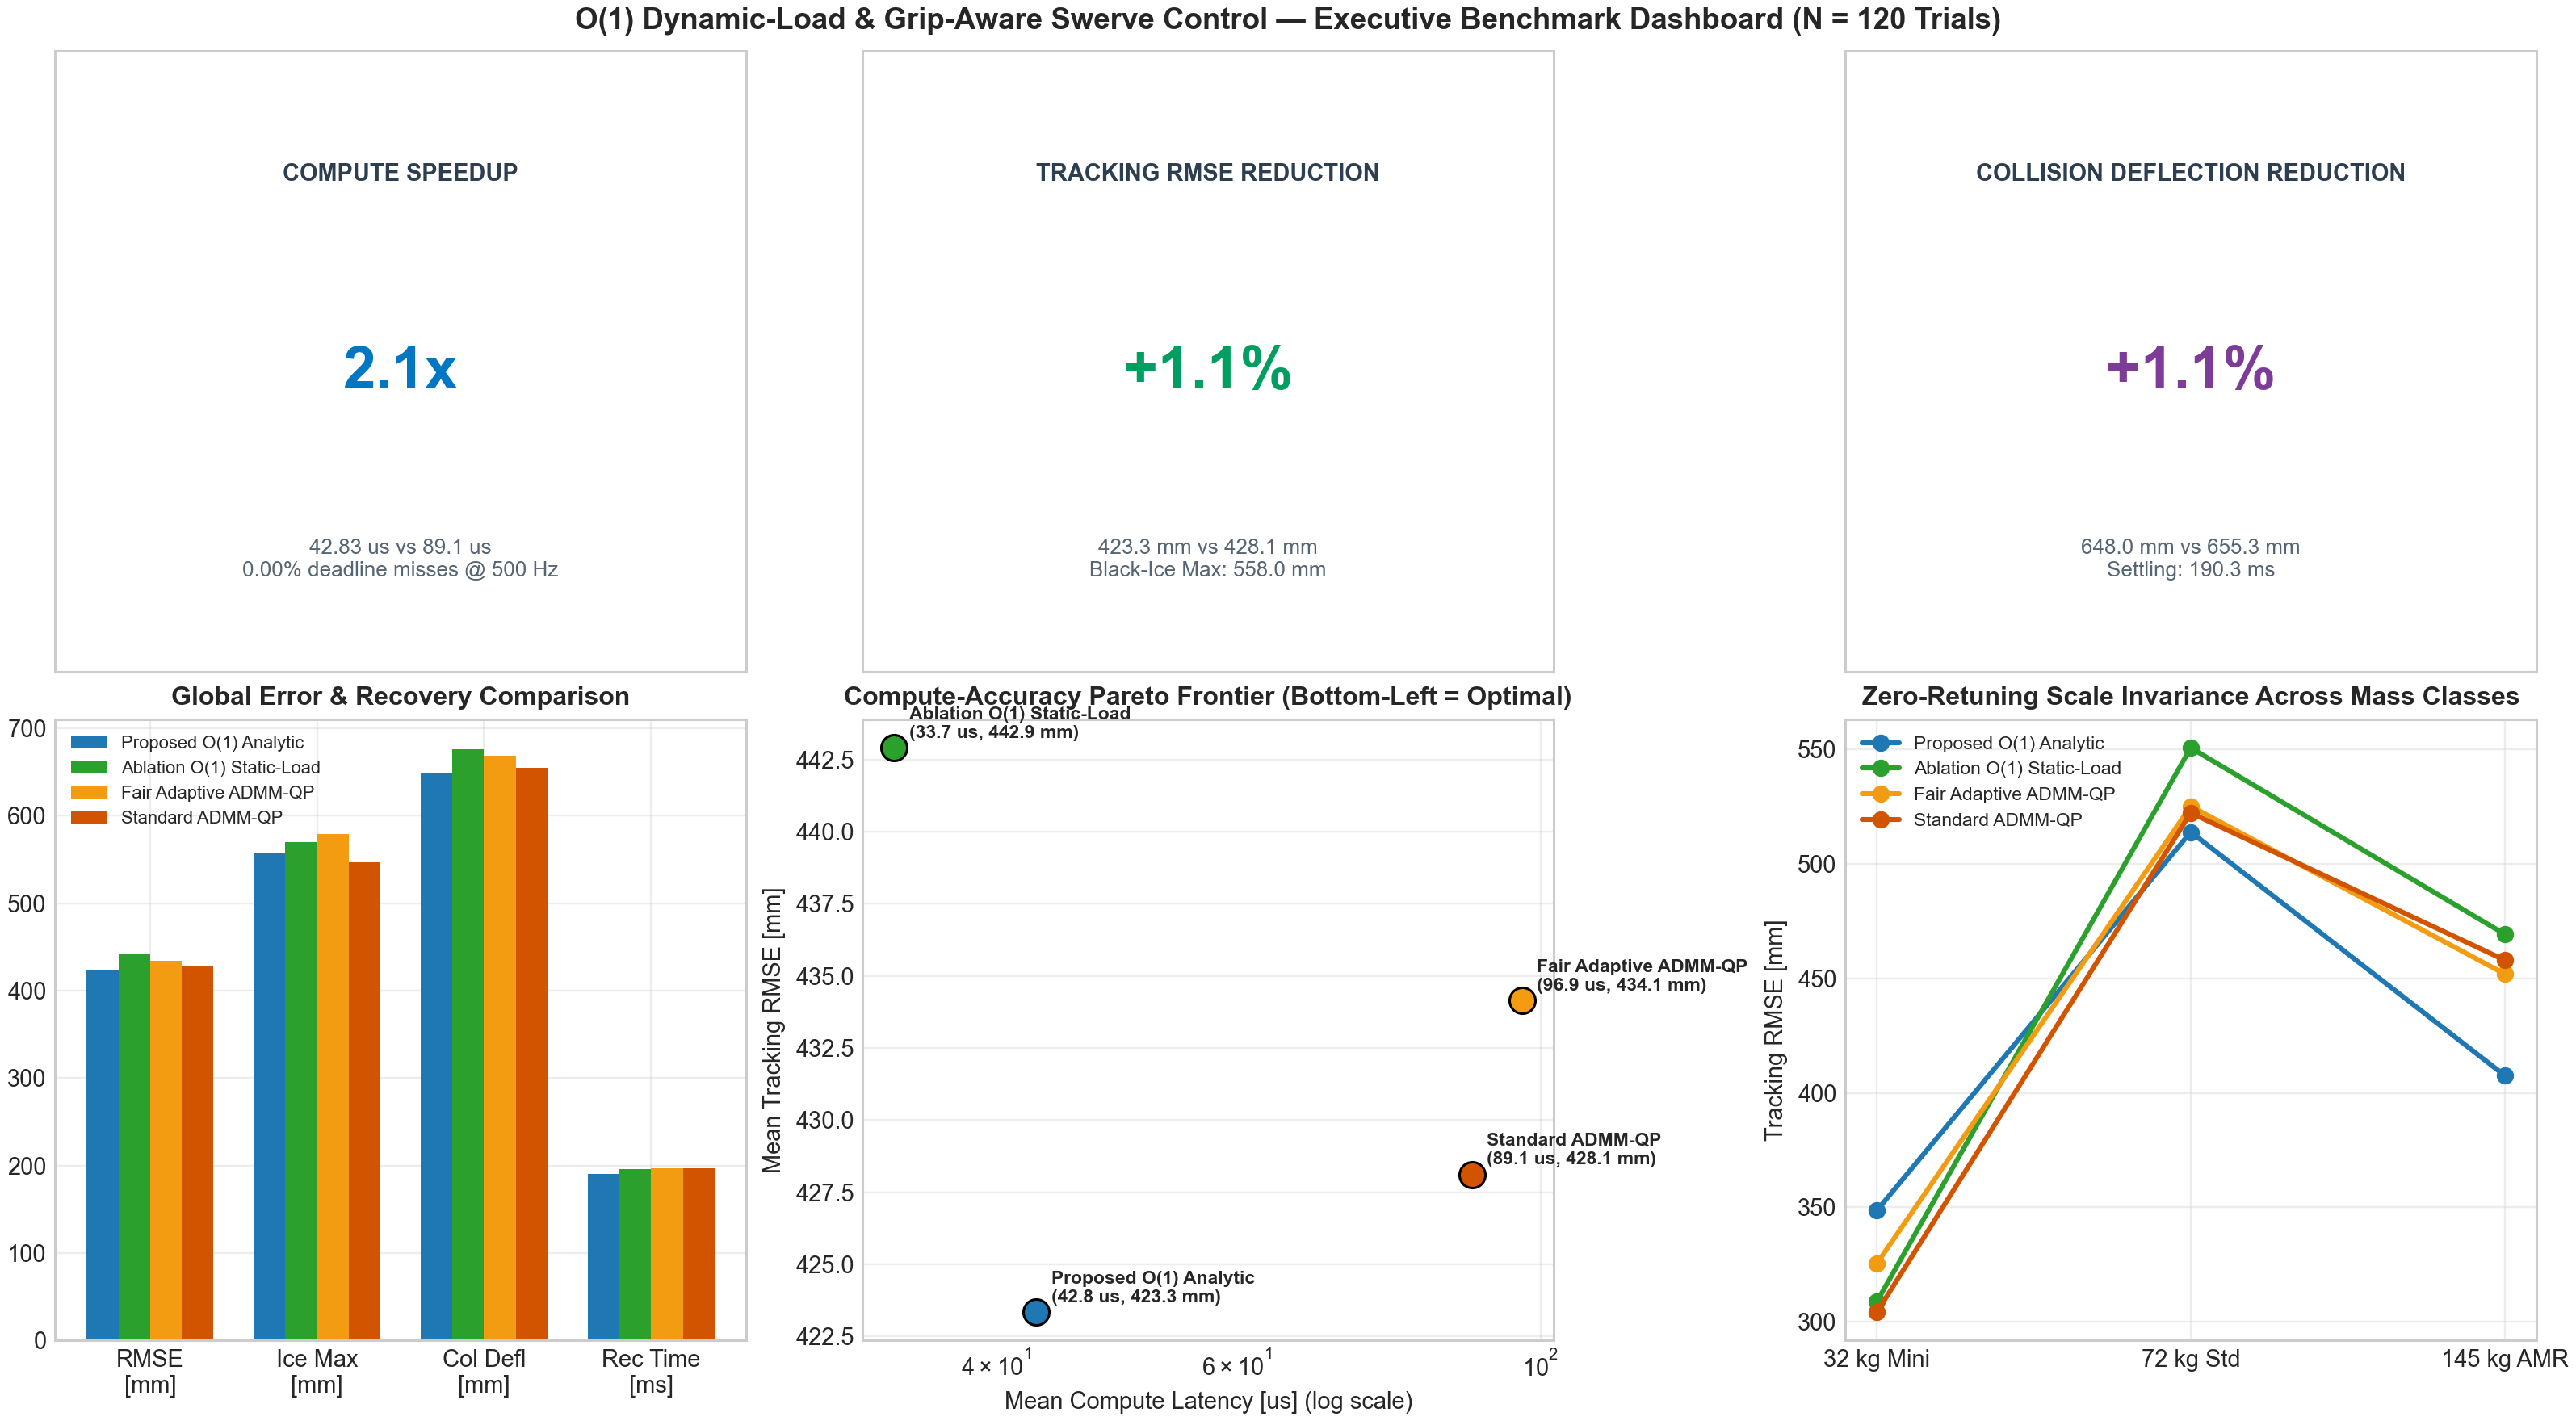 O(1) Dynamic-Load & Grip-Aware Swerve Control — Executive Benchmark Dashboard (N = 120 Trials)
COMPUTE SPEEDUP
2.1x
42.83 us vs 89.1 us
0.00% deadline misses @ 500 Hz
TRACKING RMSE REDUCTION
+1.1%
423.3 mm vs 428.1 mm
Black-Ice Max: 558.0 mm
COLLISION DEFLECTION REDUCTION
+1.1%
648.0 mm vs 655.3 mm
Settling: 190.3 ms
Global Error & Recovery Comparison
700
600
500
400
300
200
100
0
Proposed O(1) Analytic
Ablation O(1) Static-Load
Fair Adaptive ADMM-QP
Standard ADMM-QP
RMSE
[mm]
Ice Max
[mm]
Col Defl
[mm]
Rec Time
[ms]
Compute-Accuracy Pareto Frontier (Bottom-Left = Optimal)
Mean Tracking RMSE [mm]
442.5
440.0
437.5
435.0
432.5
430.0
427.5
425.0
422.5
Ablation O(1) Static-Load
(33.7 us, 442.9 mm)
Fair Adaptive ADMM-QP
(96.9 us, 434.1 mm)
Standard ADMM-QP
(89.1 us, 428.1 mm)
Proposed O(1) Analytic
(42.8 us, 423.3 mm)
4 × 10¹
6 × 10¹
10²
Mean Compute Latency [us] (log scale)
Zero-Retuning Scale Invariance Across Mass Classes
Tracking RMSE [mm]
550
500
450
400
350
300
Proposed O(1) Analytic
Ablation O(1) Static-Load
Fair Adaptive ADMM-QP
Standard ADMM-QP
32 kg Mini
72 kg Std
145 kg AMR